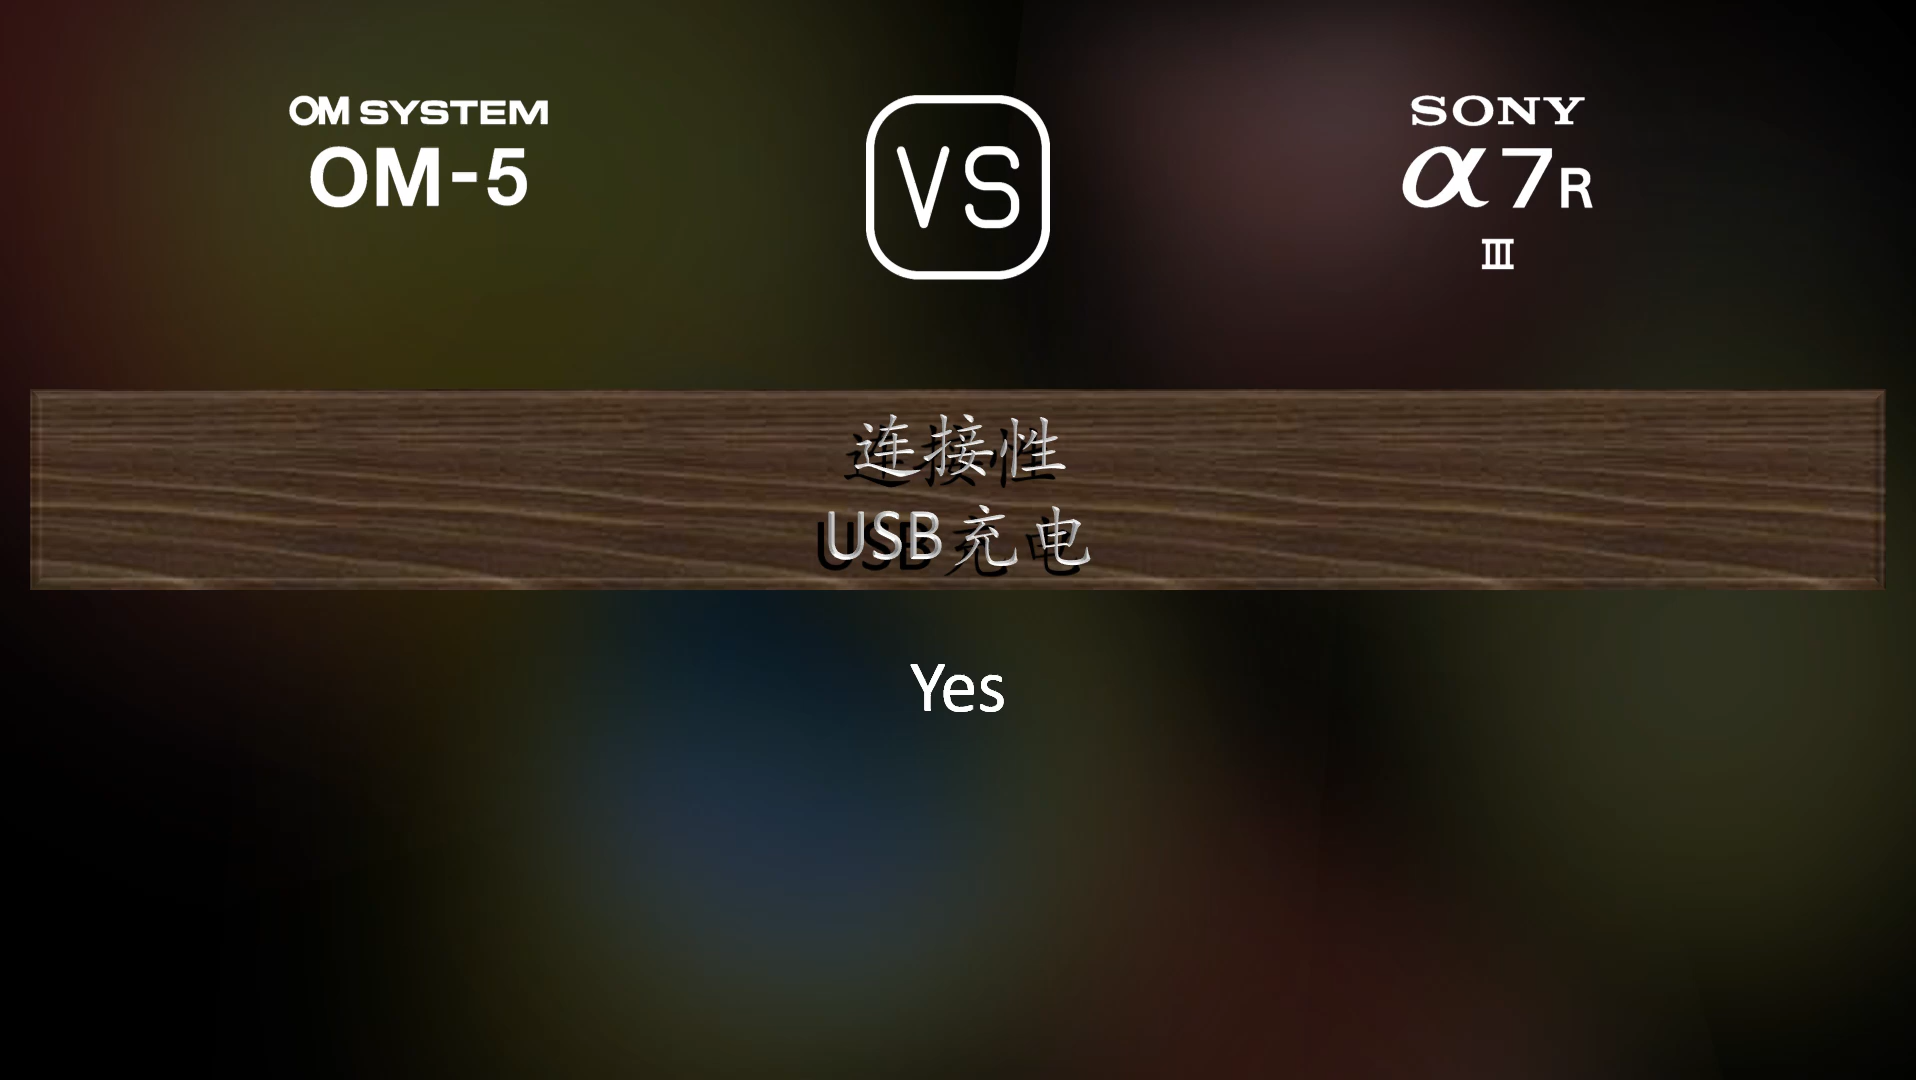 OM SYSTEM
OM-5
VS
SONY
α7R
III
连接性
USB充电
Yes